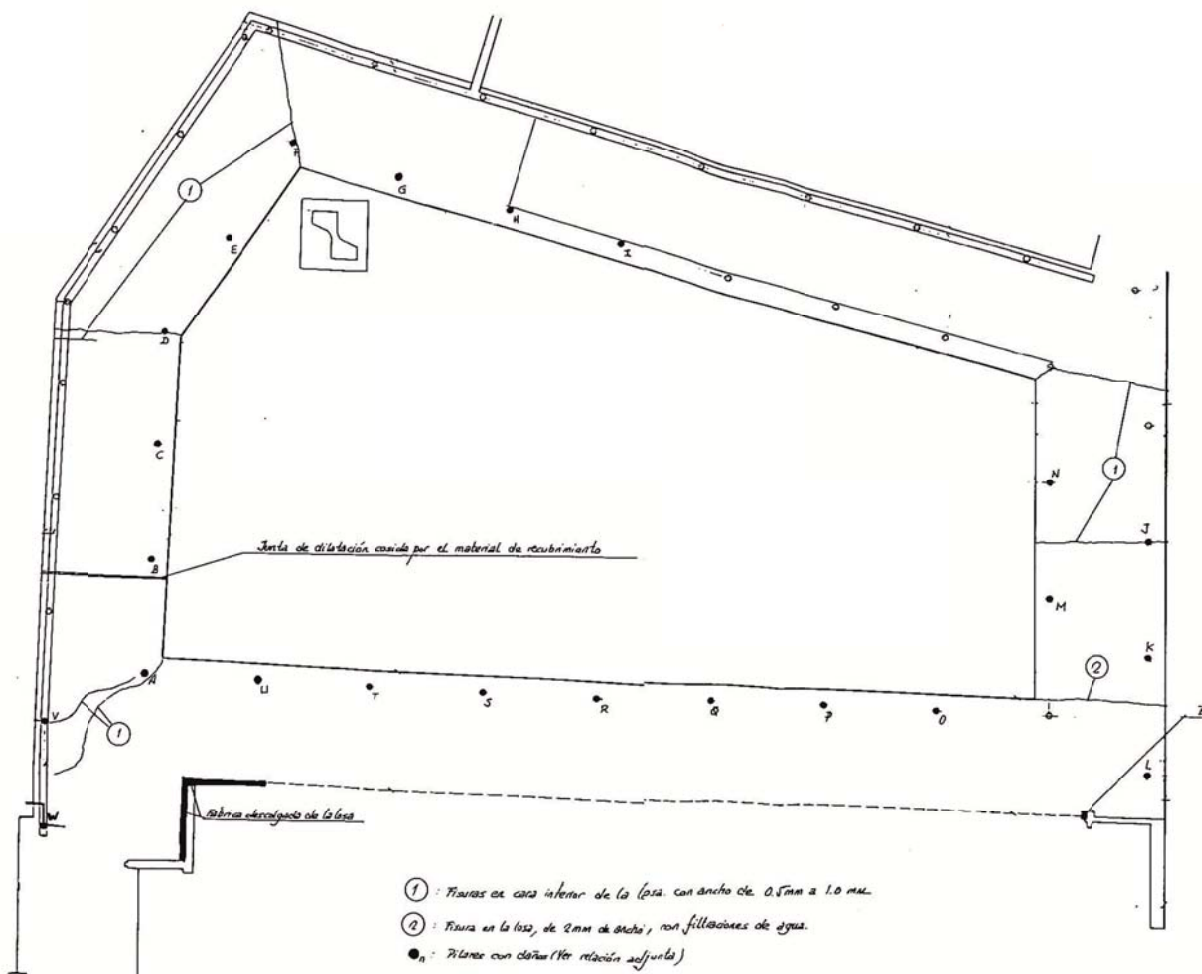 F
G
1
H
E
I
D
C
N
1
J
Junta de dilatación cosida por el material de recubrimiento
B
M
K
A
2
U
T
S
R
Q
P
O
V
1
Z
L
W
Fábrica descolgada de la losa
1 : Fisuras en cara inferior de la losa. con ancho de 0.5mm a 1.0 mm
2 : Fisura en la losa, de 2mm de ancho, con filtraciones de agua.
n : Pilares con daños (Ver relación adjunta)